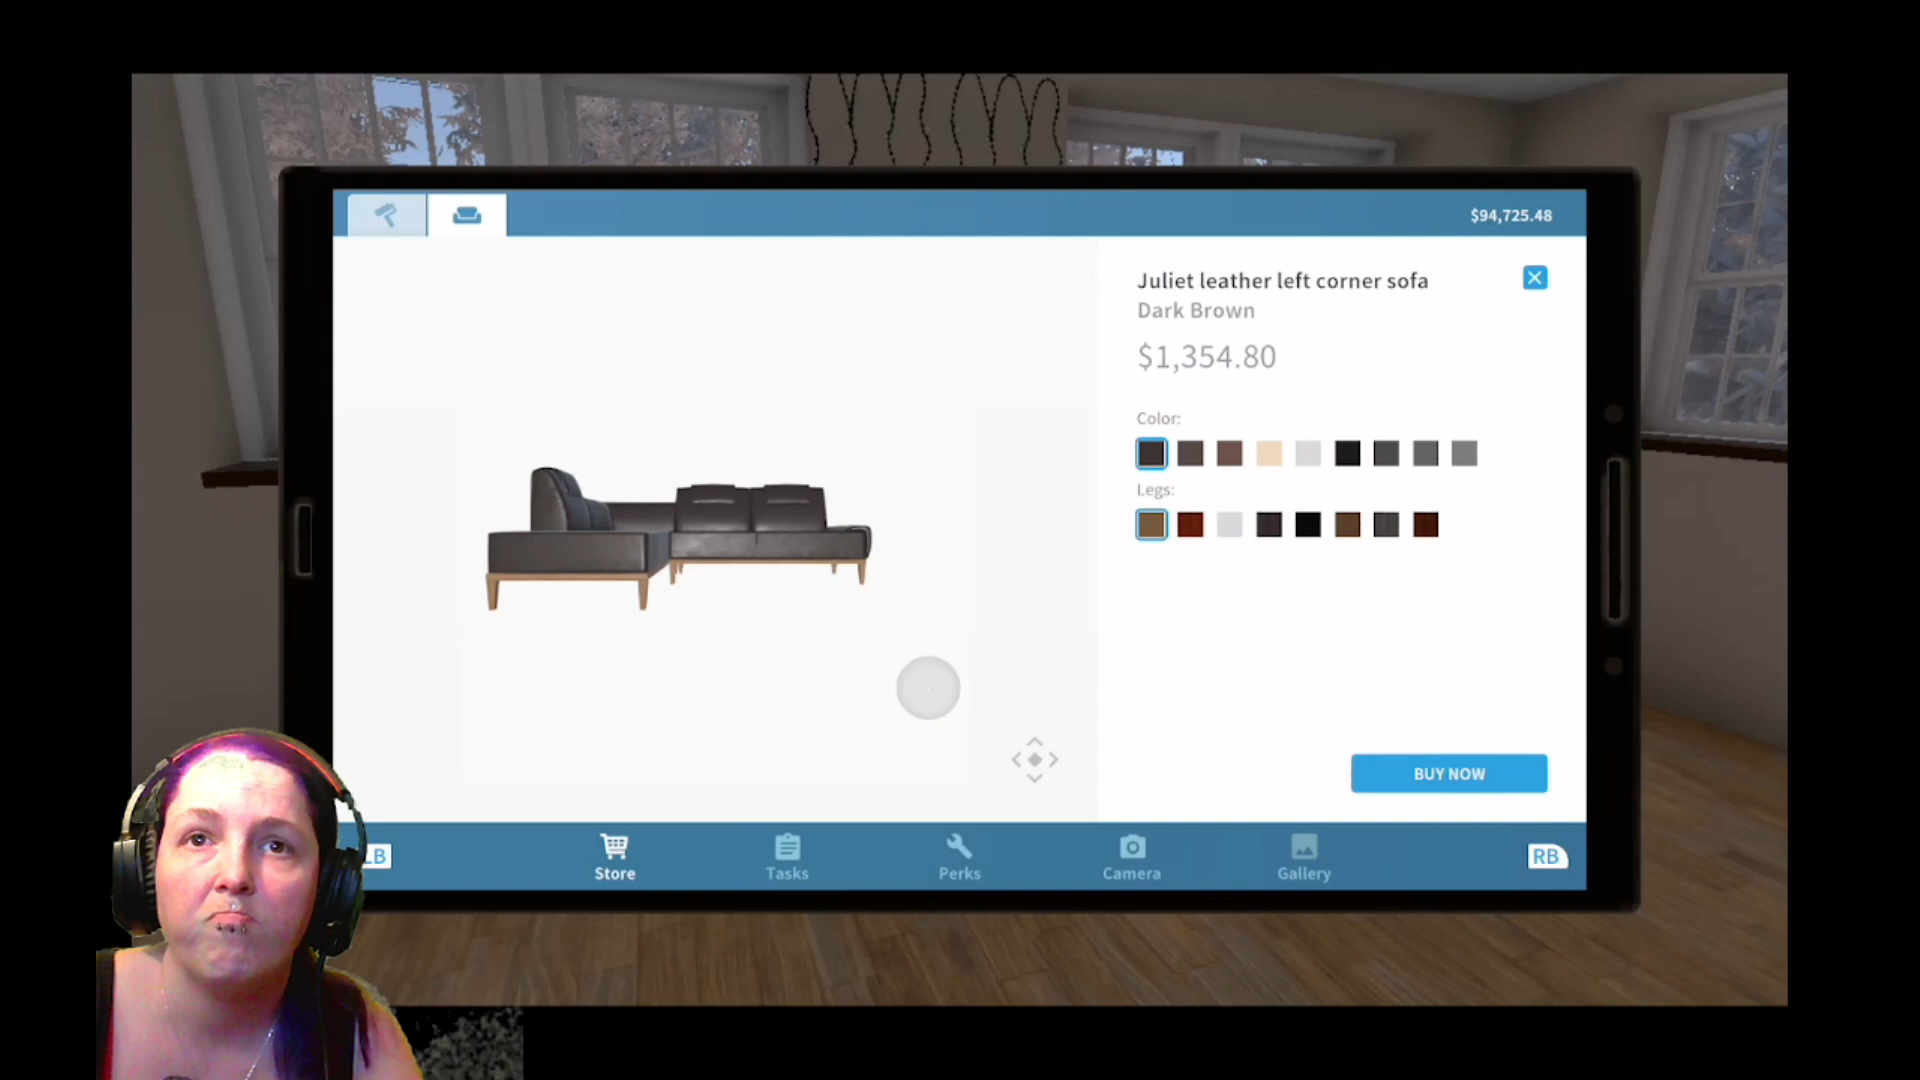 $94,725.48
Juliet leather left corner sofa
Dark Brown
$1,354.80
Color:
Legs:
BUY NOW
LB
Store
Tasks
Perks
Camera
Gallery
RB